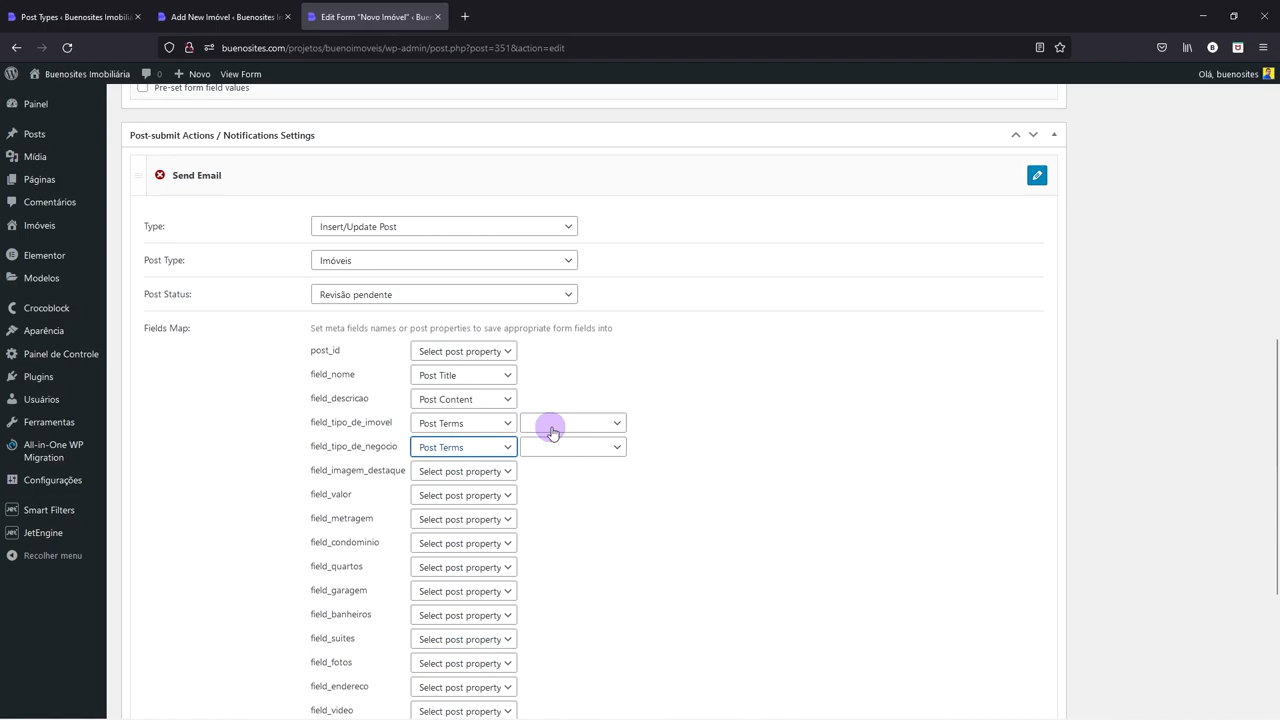 Post Types ‹ Buenosites Imobiliá
Add New Imóvel ‹ Buenosites I
Edit Form "Novo Imóvel" ‹ Bue
buenosites.com/projetos/buenoimoveis/wp-admin/post.php?post=351&action=edit
Buenosites Imobiliária
0
Novo
View Form
Olá, buenosites
Painel
Posts
Mídia
Páginas
Comentários
Imóveis
Elementor
Modelos
Crocoblock
Aparência
Painel de Controle
Plugins
Usuários
Ferramentas
All-in-One WP
Migration
Configurações
Smart Filters
JetEngine
Recolher menu
Pre-set form field values
Post-submit Actions / Notifications Settings
Send Email
Type: Insert/Update Post
Post Type: Imóveis
Post Status: Revisão pendente
Fields Map: Set meta fields names or post properties to save appropriate form fields into
post_id Select post property
field_nome Post Title
field_descricao Post Content
field_tipo_de_imovel Post Terms
field_tipo_de_negocio Post Terms
field_imagem_destaque Select post property
field_valor Select post property
field_metragem Select post property
field_condominio Select post property
field_quartos Select post property
field_garagem Select post property
field_banheiros Select post property
field_suites Select post property
field_fotos Select post property
field_endereco Select post property
field_video Select post property